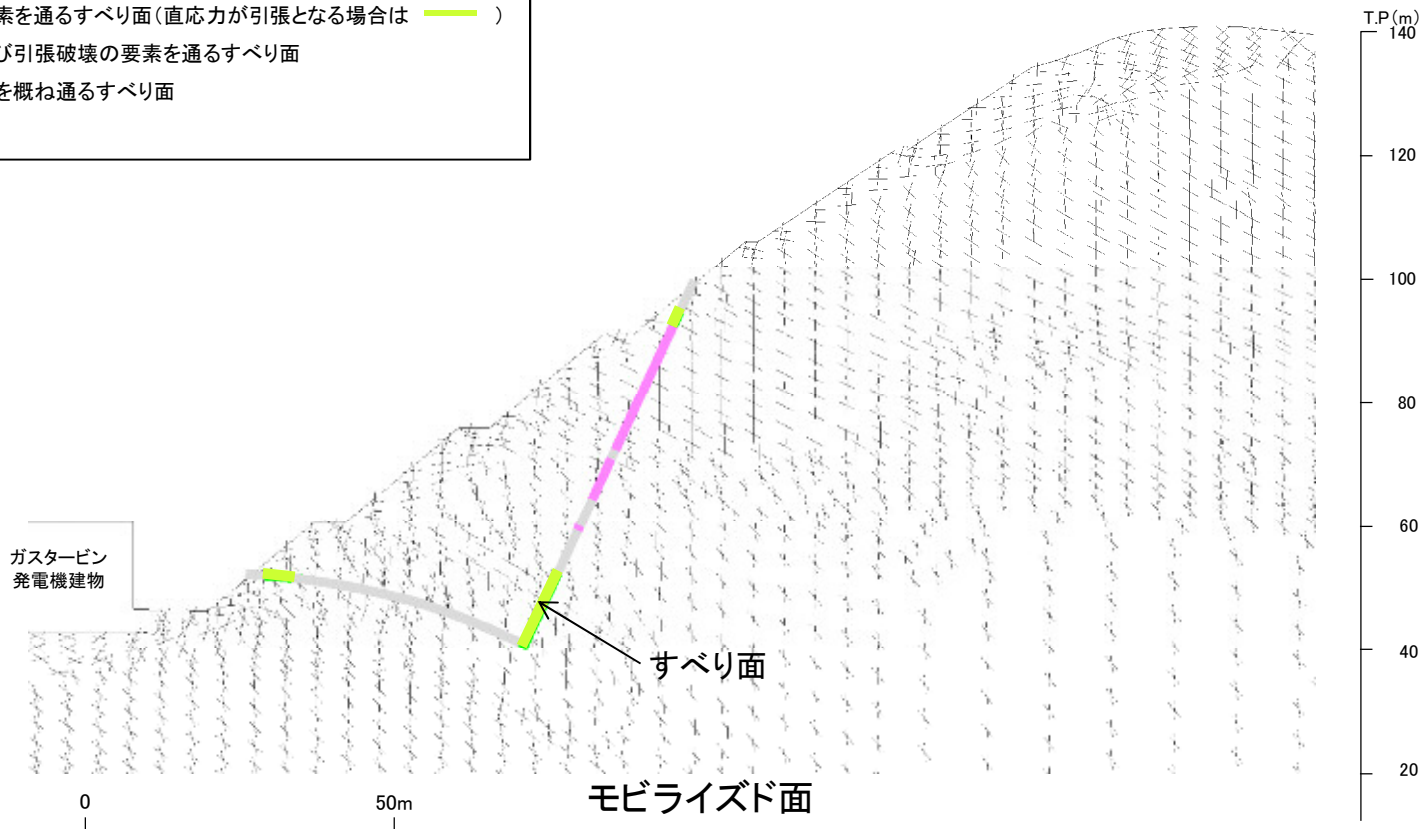 素を通るすべり面(直応力が引張となる場合は )
び引張破壊の要素を通るすべり面
を概ね通るすべり面
T.P(m)
140
120
100
80
60
40
20
ガスタービン
発電機建物
すべり面
モビライズド面
0
50m